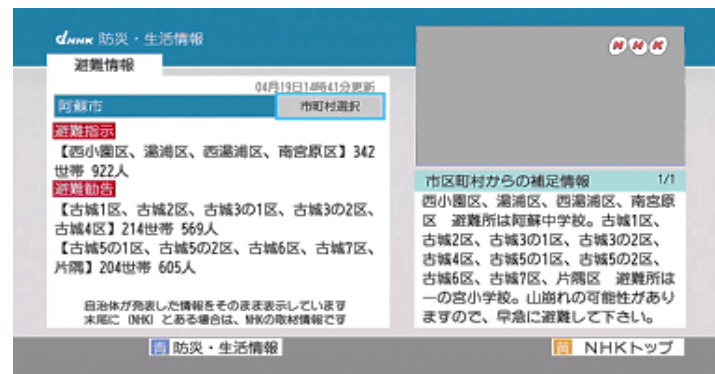 dNHK 防災・生活情報
NHK
避難情報
04月19日14時41分更新
阿蘇市
市町村選択
避難指示
【西小園区、湯浦区、西湯浦区、南宮原区】342
世帯 922人
避難勧告
【古城1区、古城2区、古城3の1区、古城3の2区、
古城4区】214世帯 569人
【古城5の1区、古城5の2区、古城6区、古城7区、
片隅】204世帯 605人
自治体が発表した情報をそのまま表示しています
末尾に（NHK）とある場合は、NHKの取材情報です
市区町村からの補足情報 1/1
西小園区、湯浦区、西湯浦区、南宮原
区 避難所は阿蘇中学校。古城1区、
古城2区、古城3の1区、古城3の2区、
古城4区、古城5の1区、古城5の2区、
古城6区、古城7区、片隅区 避難所は
一の宮小学校。山崩れの可能性があり
ますので、早急に避難して下さい。
青 防災・生活情報
黄 NHKトップ